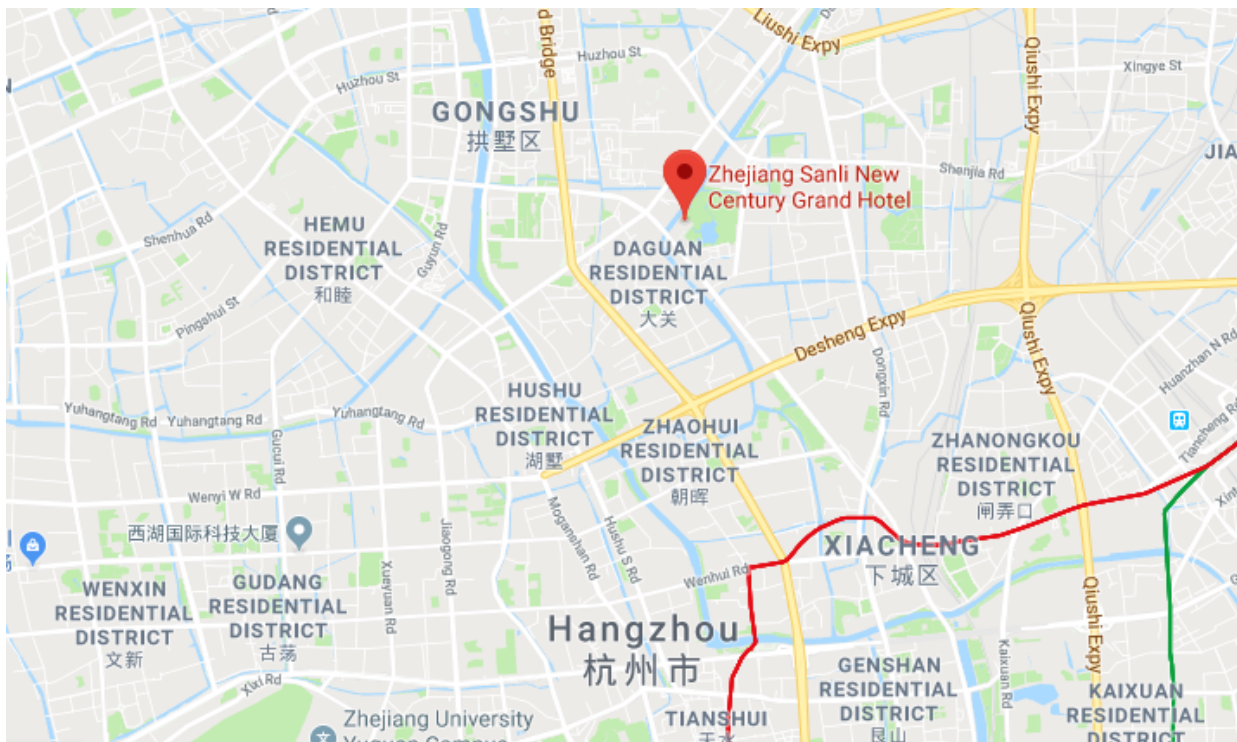 Liushi Expy
d Bridge
Huzhou St
Qiushi Expy
Xingye St
Huzhou St
GONGSHU
拱墅区
JIA
Zhejiang Sanli New
Century Grand Hotel
Shenjia Rd
Shenhua Rd
HEMU
RESIDENTIAL
DISTRICT
和睦
Guyun Rd
DAGUAN
RESIDENTIAL
DISTRICT
大关
Pingshui St
Desheng Expy
Qiushi Expy
Dongxin Rd
Huanzhan N Rd
HUSHU
RESIDENTIAL
DISTRICT
湖墅
Yuhangtang Rd
Yuhangtang Rd
Yuhangtang Rd
Gucui Rd
ZHAOHUI
RESIDENTIAL
DISTRICT
朝晖
ZHANONGKOU
RESIDENTIAL
DISTRICT
闸弄口
Tiancheng Rd
Wenyi W Rd
西湖国际科技大厦
Jiaogong Rd
Moganshan Rd
Hushu S Rd
XIACHENG
下城区
Wenhui Rd
WENXIN
RESIDENTIAL
DISTRICT
文新
GUDANG
RESIDENTIAL
DISTRICT
古荡
Xueyuan Rd
Qiushi Expy
Hangzhou
杭州市
Kaixuan Rd
GENSHAN
RESIDENTIAL
DISTRICT
艮山
KAIXUAN
RESIDENTIAL
DISTRICT
Xixi Rd
Zhejiang University
Yuquan Campus
TIANSHUI
天水